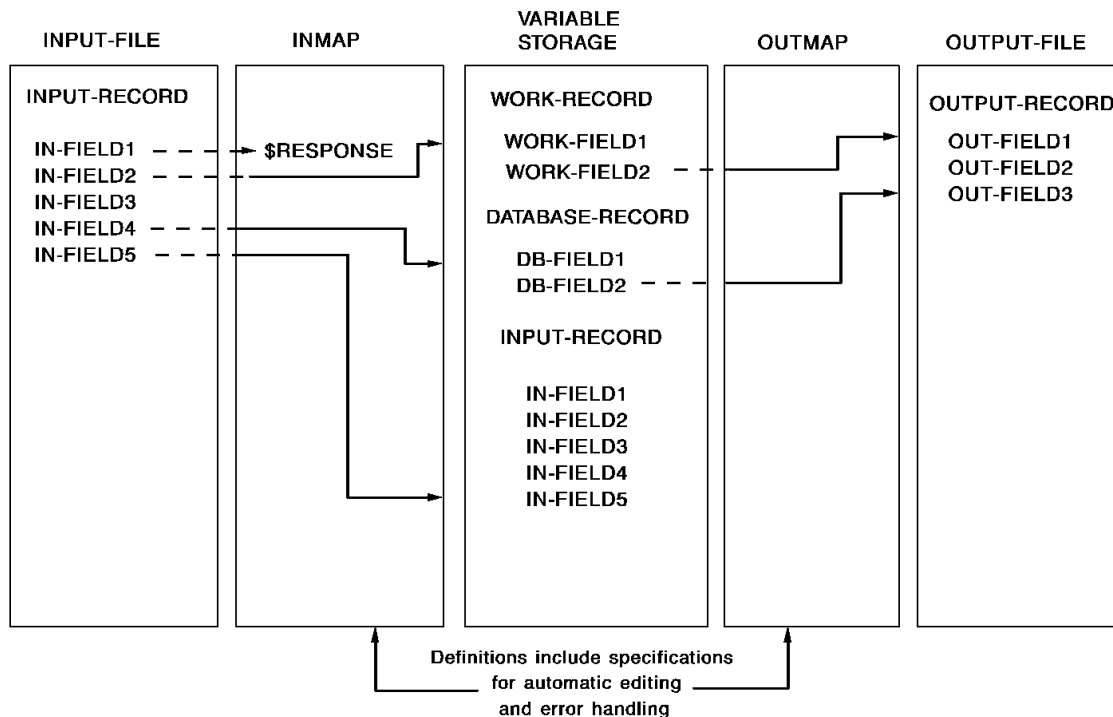 INPUT-FILE
INPUT-RECORD
IN-FIELD1
IN-FIELD2
IN-FIELD3
IN-FIELD4
IN-FIELD5
INMAP
$RESPONSE
VARIABLE
STORAGE
WORK-RECORD
WORK-FIELD1
WORK-FIELD2
DATABASE-RECORD
DB-FIELD1
DB-FIELD2
INPUT-RECORD
IN-FIELD1
IN-FIELD2
IN-FIELD3
IN-FIELD4
IN-FIELD5
OUTMAP
OUTPUT-FILE
OUTPUT-RECORD
OUT-FIELD1
OUT-FIELD2
OUT-FIELD3
Definitions include specifications
for automatic editing
and error handling